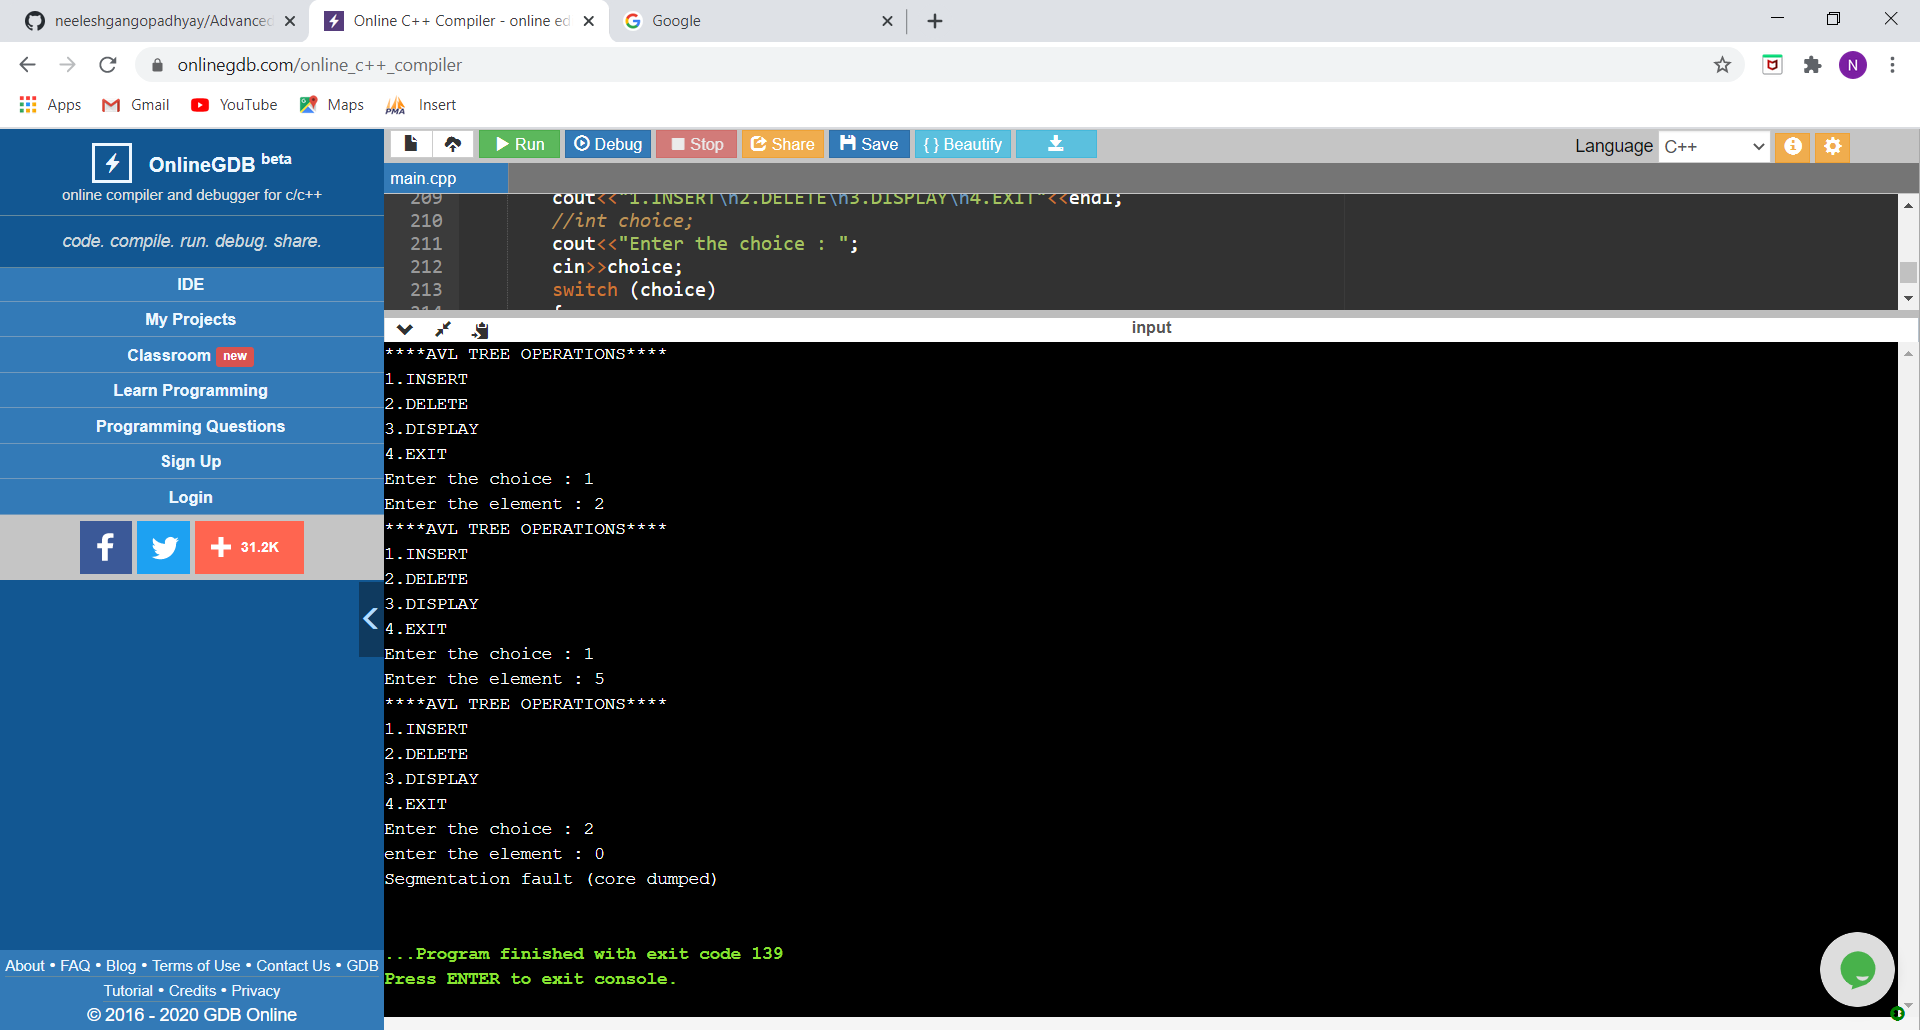 neeleshgangopadhyay/Advanced
Online C++ Compiler - online ed
Google
onlinegdb.com/online_c++_compiler
N
Apps
Gmail
YouTube
Maps
PMA
Insert
OnlineGDB beta
online compiler and debugger for c/c++
code. compile. run. debug. share.
IDE
My Projects
Classroom new
Learn Programming
Programming Questions
Sign Up
Login
31.2K
About • FAQ • Blog • Terms of Use • Contact Us • GDB
Tutorial • Credits • Privacy
© 2016 - 2020 GDB Online
Run
Debug
Stop
Share
Save
{ } Beautify
Language C++
main.cpp
209 cout<<"1.INSERT\n2.DELETE\n3.DISPLAY\n4.EXIT"<<endl;
210 //int choice;
211 cout<<"Enter the choice : ";
212 cin>>choice;
213 switch (choice)
214 {
input
****AVL TREE OPERATIONS****
1.INSERT
2.DELETE
3.DISPLAY
4.EXIT
Enter the choice : 1
Enter the element : 2
****AVL TREE OPERATIONS****
1.INSERT
2.DELETE
3.DISPLAY
4.EXIT
Enter the choice : 1
Enter the element : 5
****AVL TREE OPERATIONS****
1.INSERT
2.DELETE
3.DISPLAY
4.EXIT
Enter the choice : 2
enter the element : 0
Segmentation fault (core dumped)
...Program finished with exit code 139
Press ENTER to exit console.